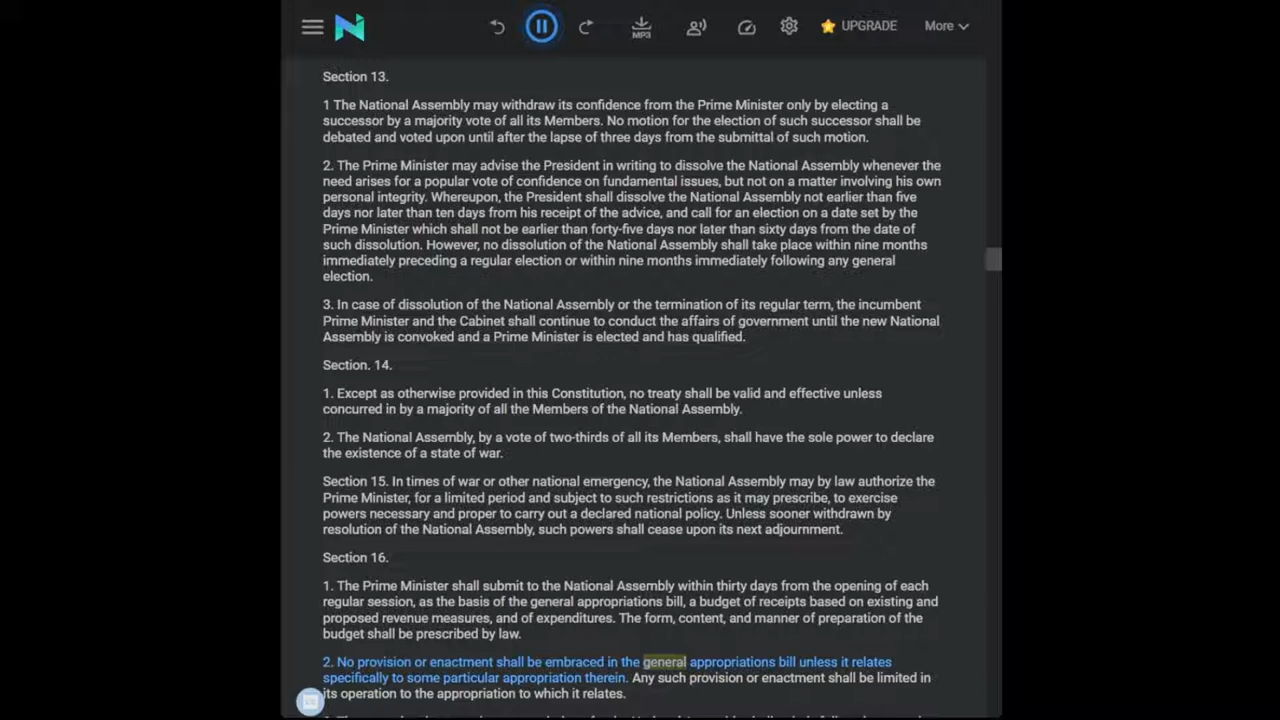 MP3
UPGRADE
More
Section 13.
1 The National Assembly may withdraw its confidence from the Prime Minister only by electing a
successor by a majority vote of all its Members. No motion for the election of such successor shall be
debated and voted upon until after the lapse of three days from the submittal of such motion.
2. The Prime Minister may advise the President in writing to dissolve the National Assembly whenever the
need arises for a popular vote of confidence on fundamental issues, but not on a matter involving his own
personal integrity. Whereupon, the President shall dissolve the National Assembly not earlier than five
days nor later than ten days from his receipt of the advice, and call for an election on a date set by the
Prime Minister which shall not be earlier than forty-five days nor later than sixty days from the date of
such dissolution. However, no dissolution of the National Assembly shall take place within nine months
immediately preceding a regular election or within nine months immediately following any general
election.
3. In case of dissolution of the National Assembly or the termination of its regular term, the incumbent
Prime Minister and the Cabinet shall continue to conduct the affairs of government until the new National
Assembly is convoked and a Prime Minister is elected and has qualified.
Section. 14.
1. Except as otherwise provided in this Constitution, no treaty shall be valid and effective unless
concurred in by a majority of all the Members of the National Assembly.
2. The National Assembly, by a vote of two-thirds of all its Members, shall have the sole power to declare
the existence of a state of war.
Section 15. In times of war or other national emergency, the National Assembly may by law authorize the
Prime Minister, for a limited period and subject to such restrictions as it may prescribe, to exercise
powers necessary and proper to carry out a declared national policy. Unless sooner withdrawn by
resolution of the National Assembly, such powers shall cease upon its next adjournment.
Section 16.
1. The Prime Minister shall submit to the National Assembly within thirty days from the opening of each
regular session, as the basis of the general appropriations bill, a budget of receipts based on existing and
proposed revenue measures, and of expenditures. The form, content, and manner of preparation of the
budget shall be prescribed by law.
2. No provision or enactment shall be embraced in the general appropriations bill unless it relates
specifically to some particular appropriation therein. Any such provision or enactment shall be limited in
its operation to the appropriation to which it relates.